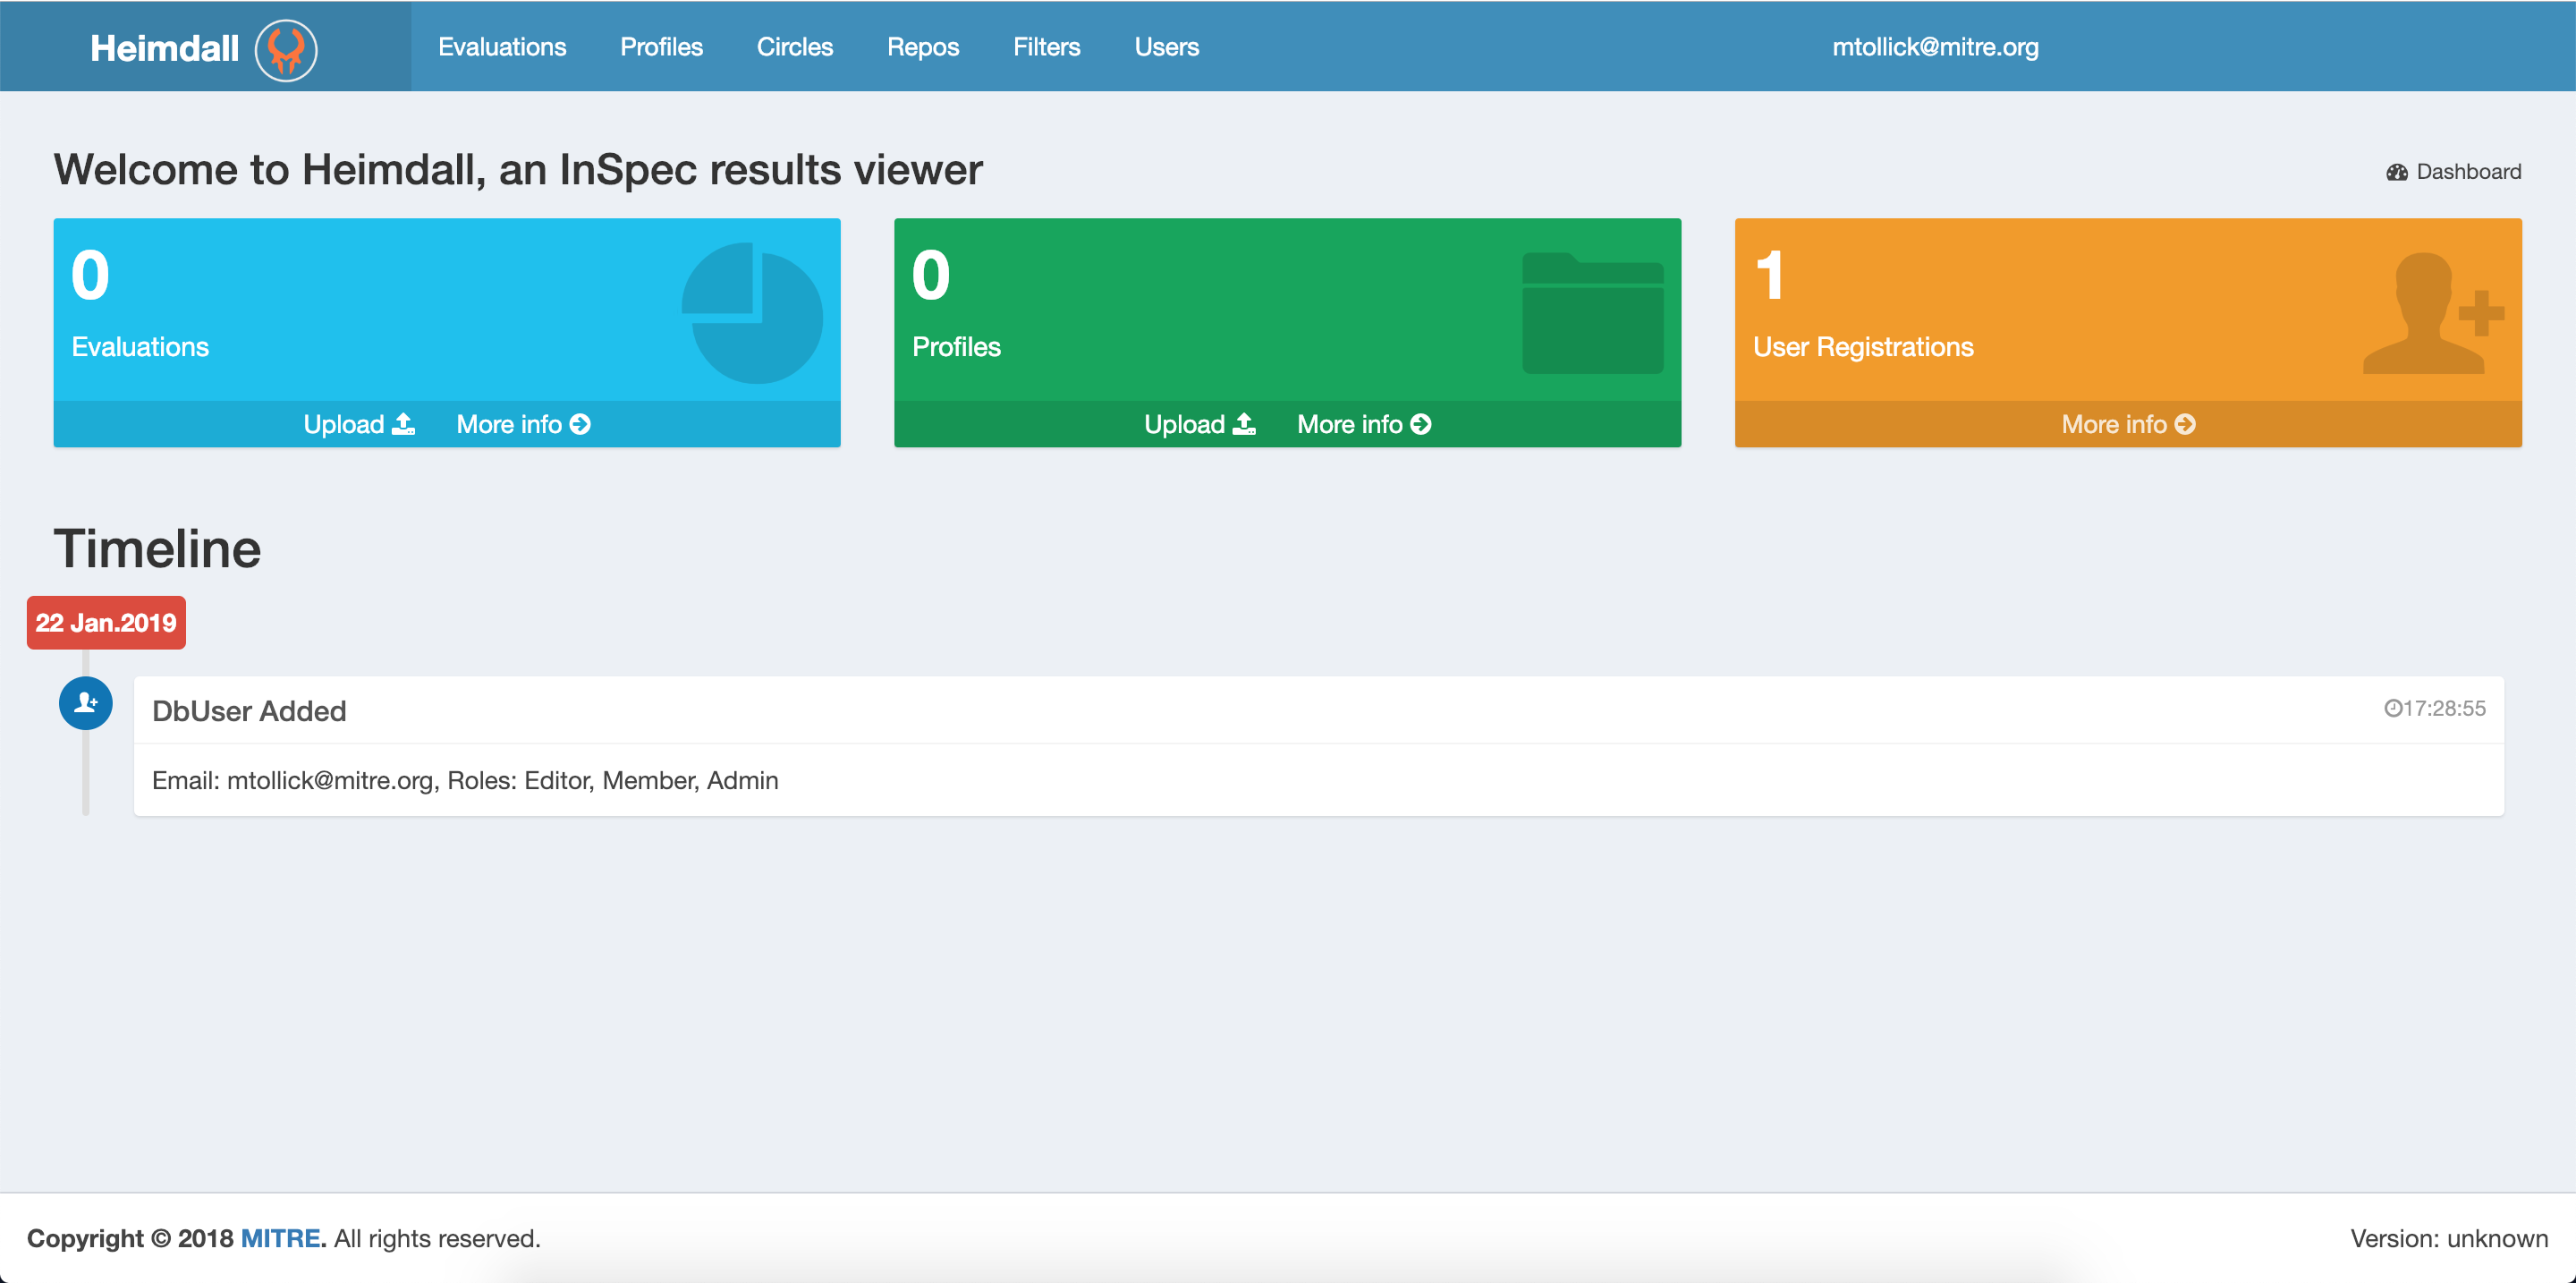 Heimdall Evaluations Profiles Circles Repos Filters Users mtollick@mitre.org
Welcome to Heimdall, an InSpec results viewer
Dashboard
0
Evaluations
Upload More info
0
Profiles
Upload More info
1
User Registrations
More info
Timeline
22 Jan.2019
DbUser Added
17:28:55
Email: mtollick@mitre.org, Roles: Editor, Member, Admin
Copyright © 2018 MITRE. All rights reserved.
Version: unknown